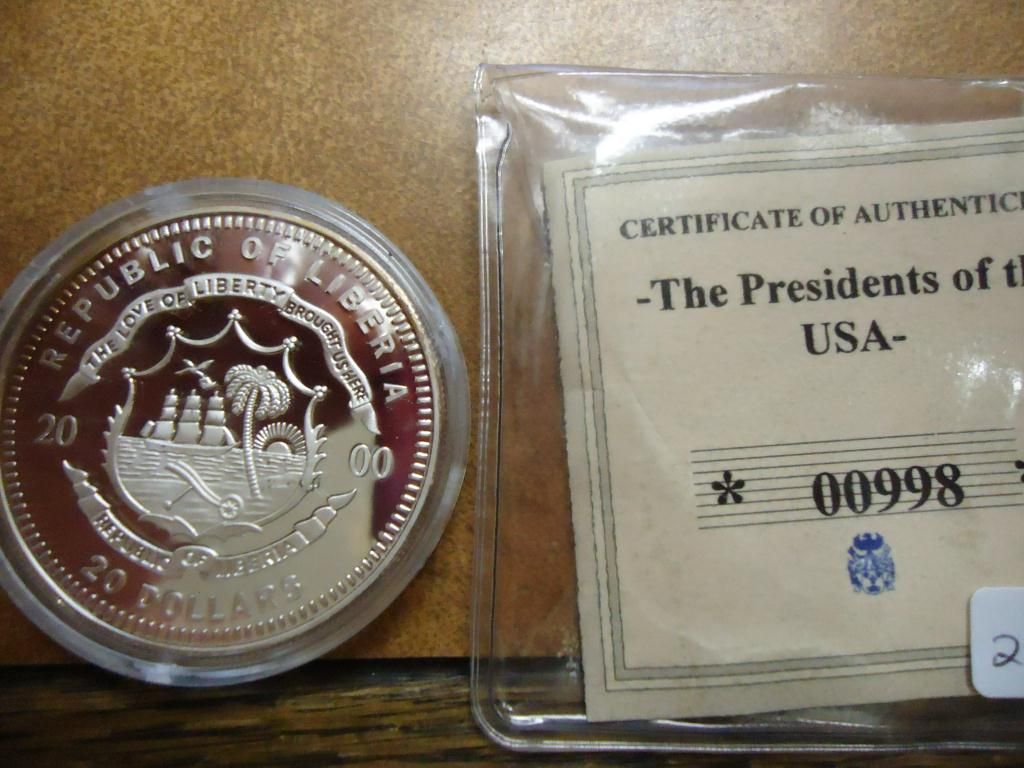 REPUBLIC OF LIBERIA
THE LOVE OF LIBERTY BROUGHT US HERE
20 00
REPUBLIC OF LIBERIA
20 DOLLARS
CERTIFICATE OF AUTHENTICI
-The Presidents of th
USA-
* 00998 *
2